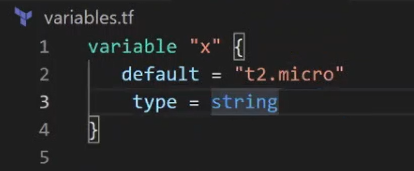 variables.tf
1 variable "x" {
2 default = "t2.micro"
3 type = string
4 }
5